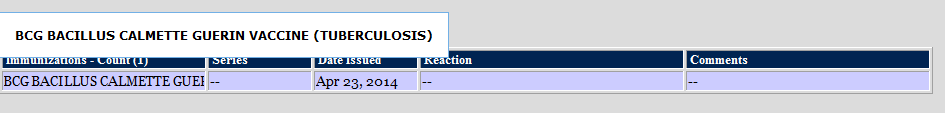 BCG BACILLUS CALMETTE GUERIN VACCINE (TUBERCULOSIS)
Immunizations - Count (1) Series Date Issued Reaction Comments
BCG BACILLUS CALMETTE GUER -- Apr 23, 2014 -- --